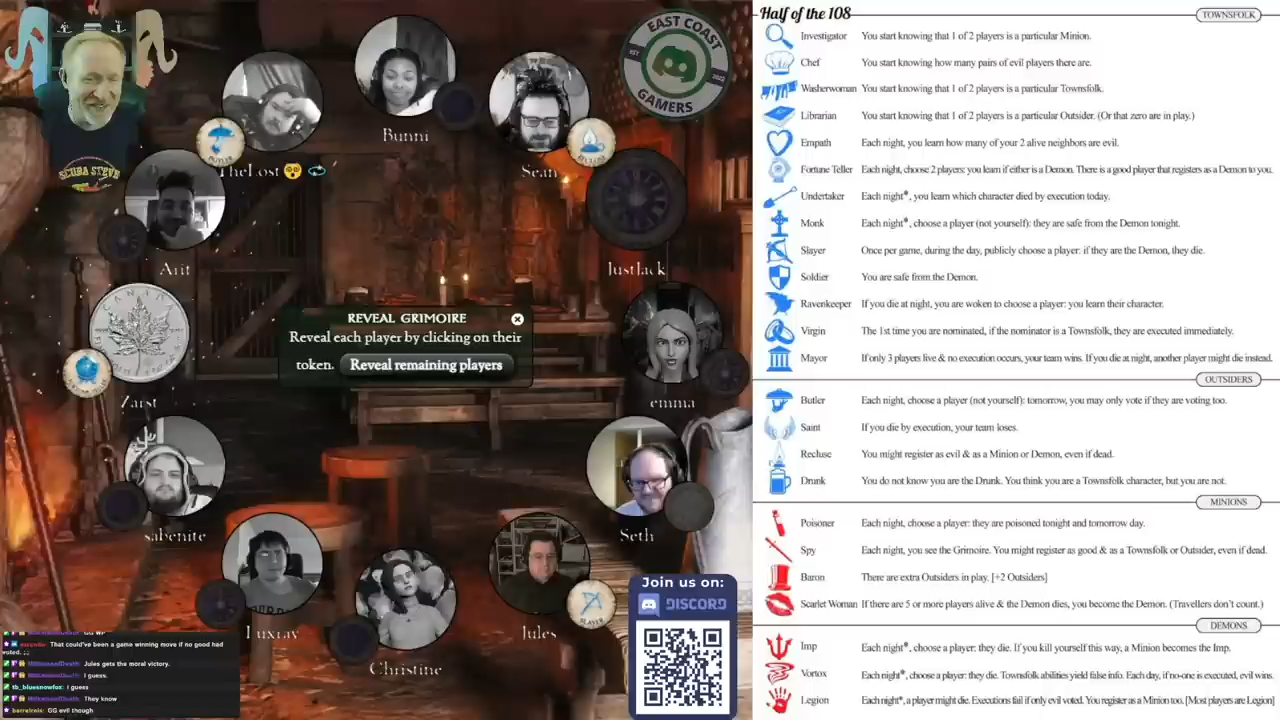 EAST COAST
EST
2022
GAMERS
SCUBA STEVE
Bunni
TheLost
Sean
BUTLER
RECLUSE
Arit
JustJack
REVEAL GRIMOIRE
Reveal each player by clicking on their
token. Reveal remaining players
Zarst
emma
sabenite
Seth
Luxray
Christine
Jules
SLAYER
Join us on:
DISCORD
That could've been a game winning move if no good had
voted. ;;
Jules gets the moral victory.
I guess.
tb_bluesnowfox: I guess
They know
barrelrole: GG evil though
Half of the 108
TOWNSFOLK
Investigator You start knowing that 1 of 2 players is a particular Minion.
Chef You start knowing how many pairs of evil players there are.
Washerwoman You start knowing that 1 of 2 players is a particular Townsfolk.
Librarian You start knowing that 1 of 2 players is a particular Outsider. (Or that zero are in play.)
Empath Each night, you learn how many of your 2 alive neighbors are evil.
Fortune Teller Each night, choose 2 players: you learn if either is a Demon. There is a good player that registers as a Demon to you.
Undertaker Each night*, you learn which character died by execution today.
Monk Each night*, choose a player (not yourself): they are safe from the Demon tonight.
Slayer Once per game, during the day, publicly choose a player: if they are the Demon, they die.
Soldier You are safe from the Demon.
Ravenkeeper If you die at night, you are woken to choose a player: you learn their character.
Virgin The 1st time you are nominated, if the nominator is a Townsfolk, they are executed immediately.
Mayor If only 3 players live & no execution occurs, your team wins. If you die at night, another player might die instead.
OUTSIDERS
Butler Each night, choose a player (not yourself): tomorrow, you may only vote if they are voting too.
Saint If you die by execution, your team loses.
Recluse You might register as evil & as a Minion or Demon, even if dead.
Drunk You do not know you are the Drunk. You think you are a Townsfolk character, but you are not.
MINIONS
Poisoner Each night, choose a player: they are poisoned tonight and tomorrow day.
Spy Each night, you see the Grimoire. You might register as good & as a Townsfolk or Outsider, even if dead.
Baron There are extra Outsiders in play. [+2 Outsiders]
Scarlet Woman If there are 5 or more players alive & the Demon dies, you become the Demon. (Travellers don't count.)
DEMONS
Imp Each night*, choose a player: they die. If you kill yourself this way, a Minion becomes the Imp.
Vortox Each night*, choose a player: they die. Townsfolk abilities yield false info. Each day, if no-one is executed, evil wins.
Legion Each night*, a player might die. Executions fail if only evil voted. You register as a Minion too. [Most players are Legion]